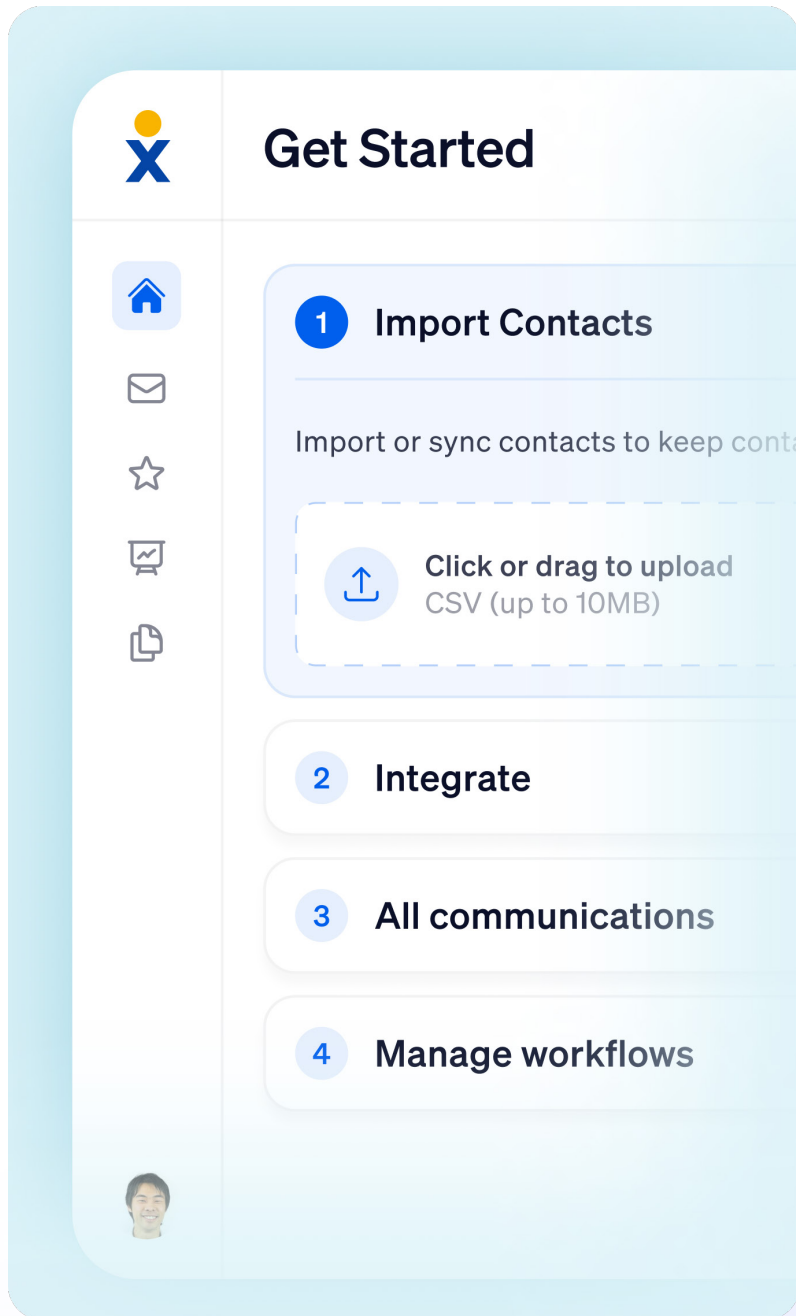 Get Started
1 Import Contacts
Import or sync contacts to keep
Click or drag to upload
CSV (up to 10MB)
2 Integrate
3 All communications
4 Manage workflows